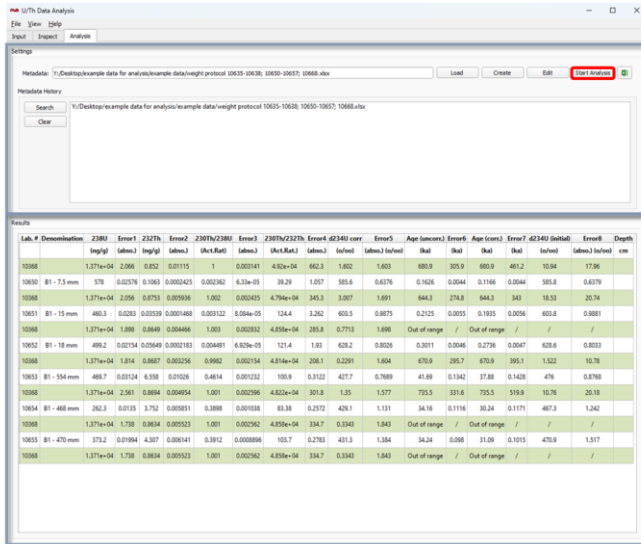 U/Th Data Analysis
File View Help
Input Inspect Analysis
Settings
Metadata: Y:/Desktop/example data for analysis/example data/weight protocol 10635-10638; 10650-10657; 10668.xlsx Load Create Edit Start Analysis
Metadata History
Search Y:/Desktop/example data for analysis/example data/weight protocol 10635-10638; 10650-10657; 10668.xlsx
Clear
Results
Lab. # Denomination 238U Error1 232Th Error2 230Th/238U Error3 230Th/232Th Error4 d234U corr Error5 Age (uncorr.) Error6 Age (corr.) Error7 d234U (initial) Error8 Depth
(ng/g) (abso.) (ng/g) (abso.) (Act.Rat) (abso.) (Act.Rat.) (abso.) (o/oo) (abso.) (o/oo) (ka) (ka) (ka) (ka) (o/oo) (abso.) (o/oo) cm
10368 1.371e+04 2.066 0.852 0.01115 1 0.003141 4.92e+04 662.3 1.602 1.603 680.9 305.9 680.9 461.2 10.94 17.96
10650 B1 - 7.5 mm 578 0.02576 0.1063 0.0002425 0.002362 6.33e-05 39.29 1.057 585.6 0.6376 0.1626 0.0044 0.1166 0.0044 585.8 0.6379
10368 1.371e+04 2.056 0.8753 0.005936 1.002 0.002435 4.794e+04 345.3 3.007 1.691 644.3 274.8 644.3 343 18.53 20.74
10651 B1 - 15 mm 460.3 0.0283 0.03539 0.0001468 0.003122 8.084e-05 124.4 3.262 603.5 0.9875 0.2125 0.0055 0.1935 0.0056 603.8 0.9881
10368 1.371e+04 1.898 0.8649 0.004466 1.003 0.002832 4.858e+04 285.8 0.7713 1.698 Out of range / Out of range / / /
10652 B1 - 18 mm 499.2 0.02154 0.05649 0.0002183 0.004491 6.929e-05 121.4 1.93 628.2 0.8026 0.3011 0.0046 0.2736 0.0047 628.6 0.8033
10368 1.371e+04 1.814 0.8687 0.003256 0.9982 0.002154 4.814e+04 208.1 0.2291 1.604 670.9 295.7 670.9 395.1 1.522 10.78
10653 B1 - 554 mm 469.7 0.03124 6.558 0.01026 0.4614 0.001232 100.9 0.3122 427.7 0.7689 41.69 0.1342 37.88 0.1428 476 0.8768
10368 1.371e+04 2.561 0.8694 0.004954 1.001 0.002596 4.822e+04 301.8 1.35 1.577 735.5 331.6 735.5 519.9 10.76 20.18
10654 B1 - 468 mm 262.3 0.0135 3.752 0.005851 0.3898 0.001038 83.38 0.2572 429.1 1.131 34.16 0.1116 30.24 0.1171 467.3 1.242
10368 1.371e+04 1.738 0.8634 0.005523 1.001 0.002562 4.858e+04 334.7 0.3343 1.843 Out of range / Out of range / / /
10655 B1 - 470 mm 373.2 0.01994 4.307 0.006141 0.3912 0.0008896 103.7 0.2783 431.3 1.384 34.24 0.098 31.09 0.1015 470.9 1.517
10368 1.371e+04 1.738 0.8634 0.005523 1.001 0.002562 4.858e+04 334.7 0.3343 1.843 Out of range / Out of range / / /